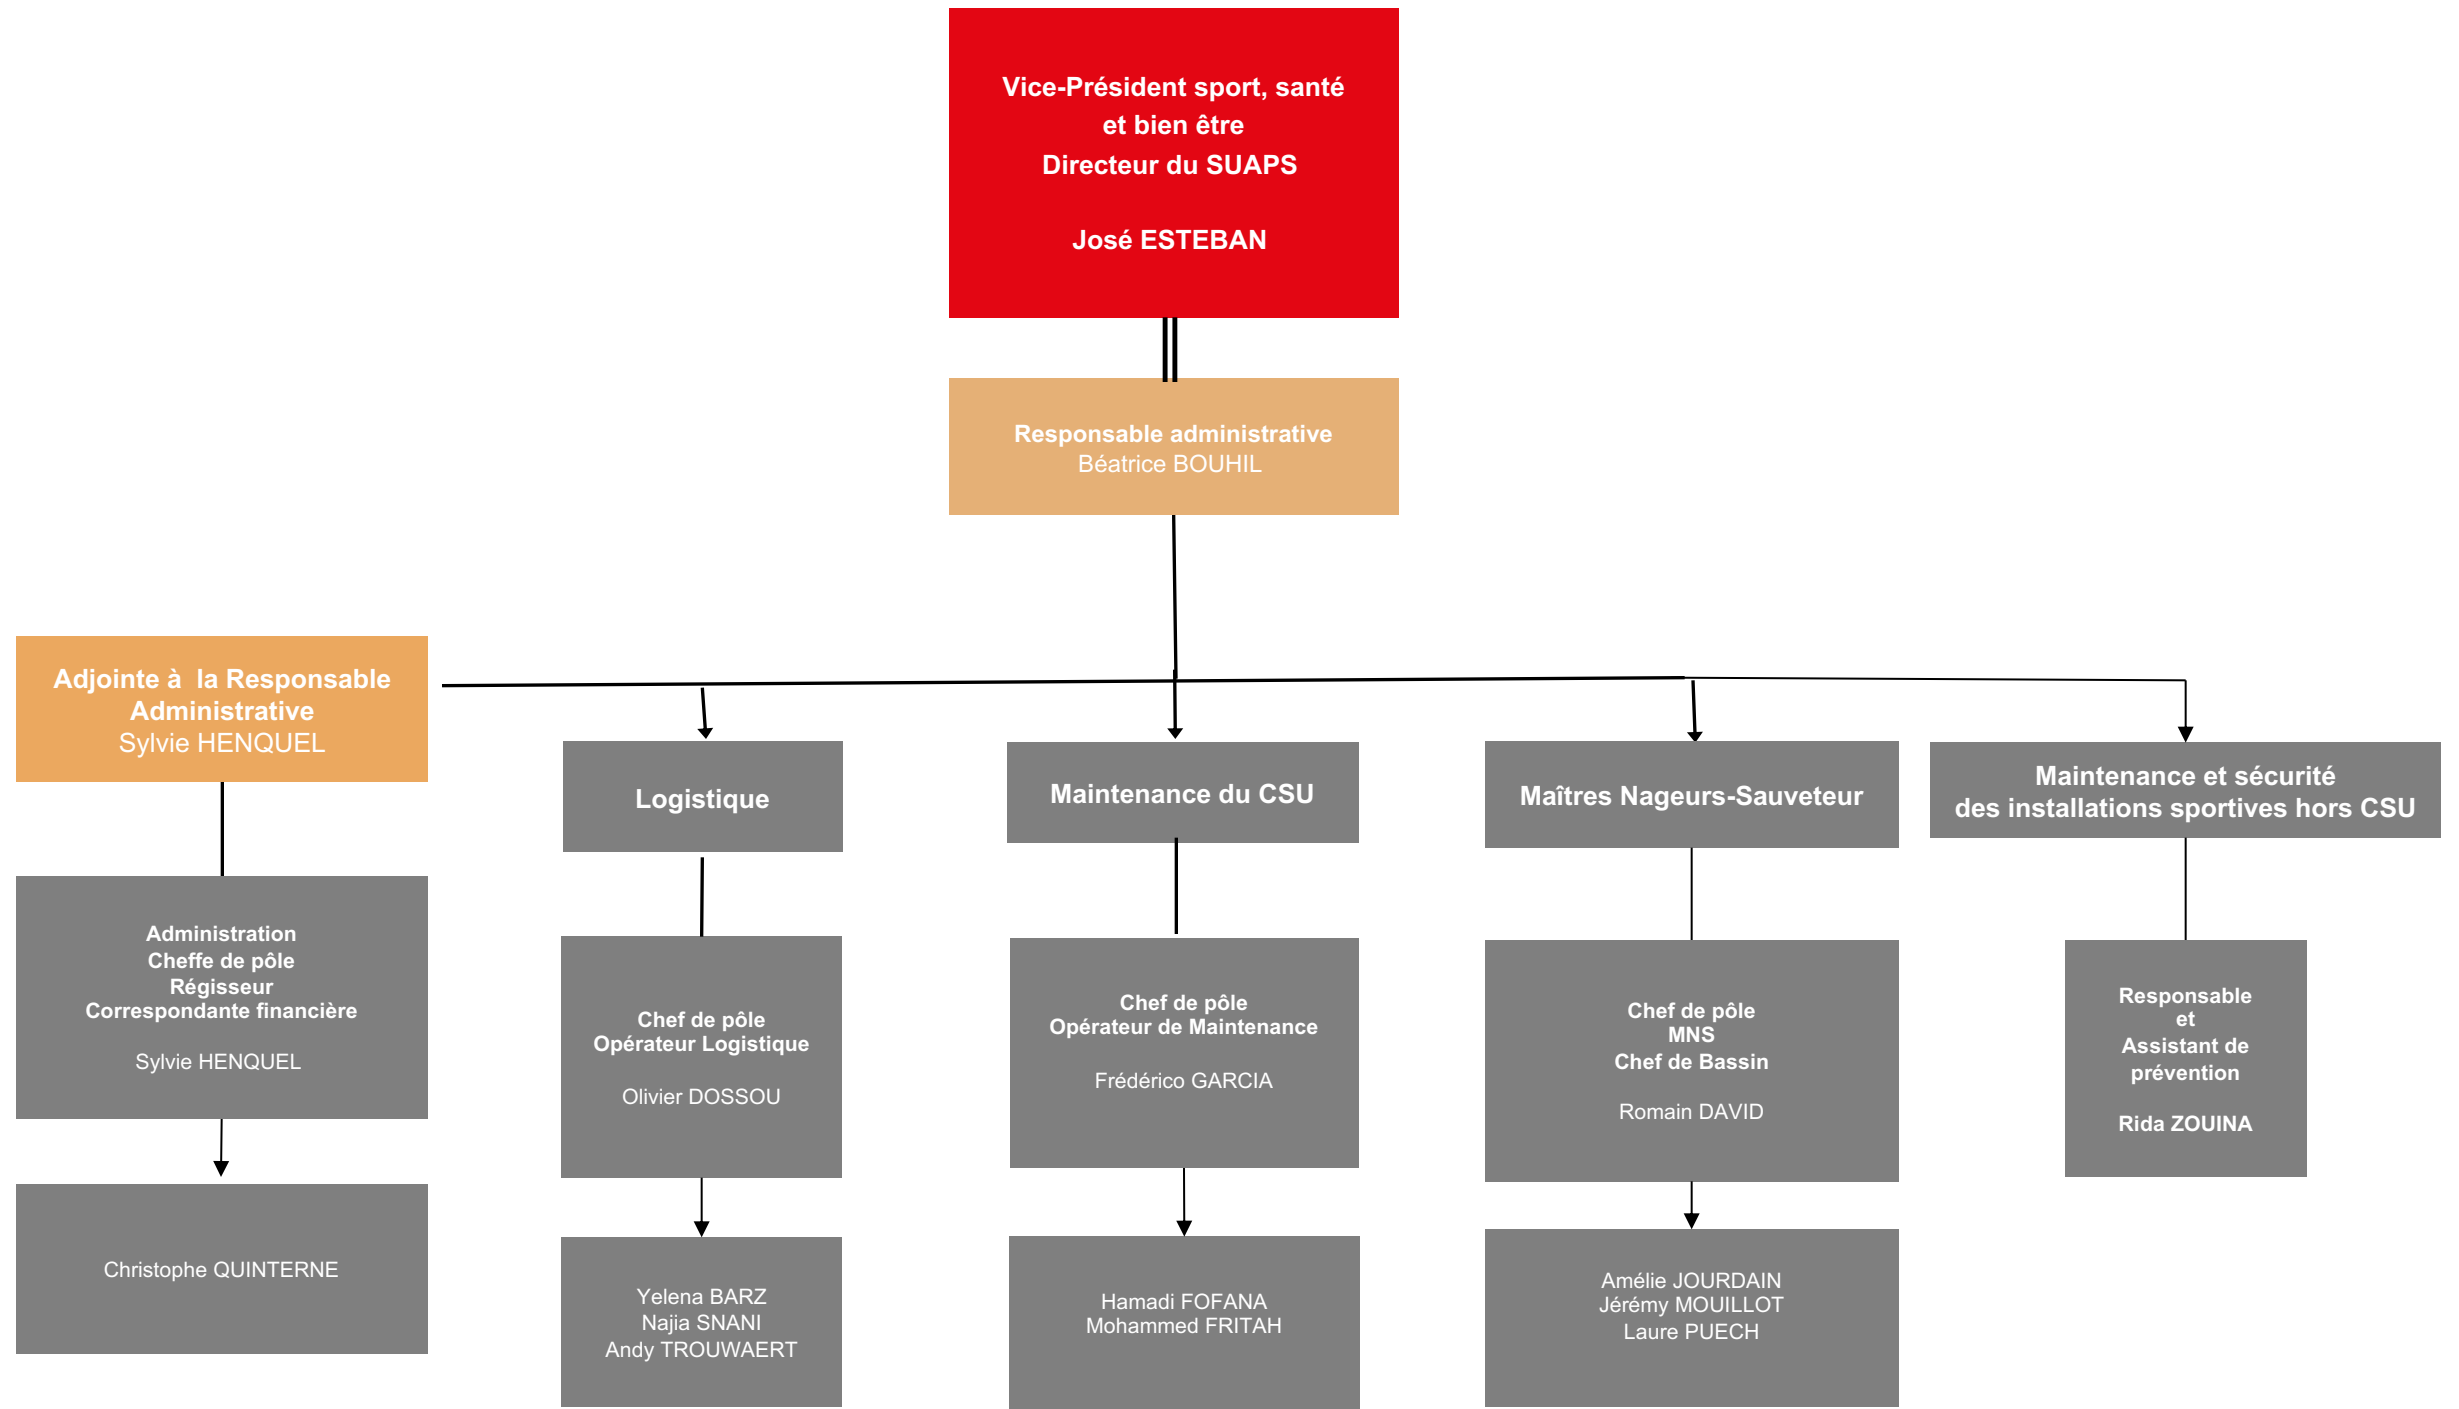 Vice-Président sport, santé
et bien être
Directeur du SUAPS
José ESTEBAN
Responsable administrative
Béatrice BOUHIL
Adjointe à  la Responsable
Administrative
Sylvie HENQUEL
Logistique
Maintenance du CSU
Maîtres Nageurs-Sauveteur
Maintenance et sécurité
des installations sportives hors CSU
Administration
Cheffe de pôle
Régisseur
Correspondante financière
Sylvie HENQUEL
Chef de pôle
Opérateur Logistique
Olivier DOSSOU
Chef de pôle
Opérateur de Maintenance
Frédérico GARCIA
Chef de pôle
MNS
Chef de Bassin
Romain DAVID
Responsable
et
Assistant de
prévention
Rida ZOUINA
Christophe QUINTERNE
Yelena BARZ
Najia SNANI
Andy TROUWAERT
Hamadi FOFANA
Mohammed FRITAH
Amélie JOURDAIN
Jérémy MOUILLOT
Laure PUECH